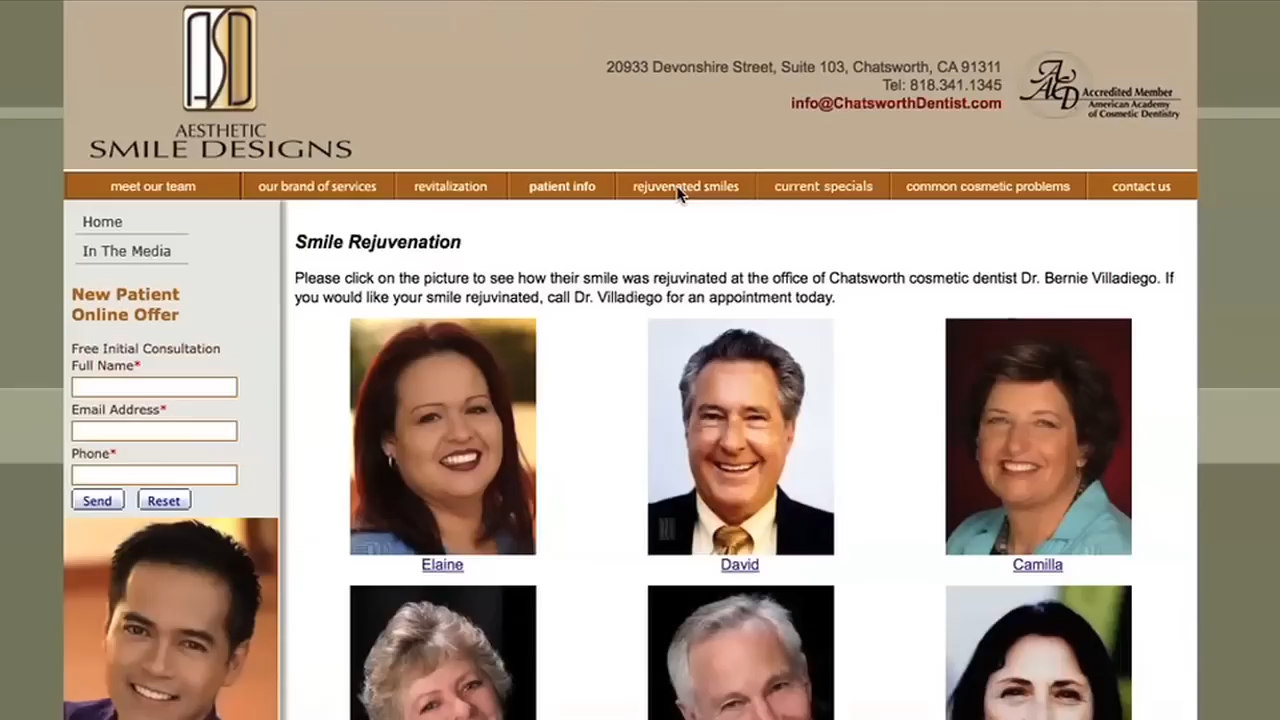 ASD
AESTHETIC
SMILE DESIGNS
20933 Devonshire Street, Suite 103, Chatsworth, CA 91311
Tel: 818.341.1345
info@ChatsworthDentist.com
AACD
Accredited Member
American Academy
of Cosmetic Dentistry
meet our team
our brand of services
revitalization
patient info
rejuvenated smiles
current specials
common cosmetic problems
contact us
Home
In The Media
New Patient
Online Offer
Free Initial Consultation
Full Name*
Email Address*
Phone*
Send
Reset
Smile Rejuvenation
Please click on the picture to see how their smile was rejuvinated at the office of Chatsworth cosmetic dentist Dr. Bernie Villadiego. If
you would like your smile rejuvinated, call Dr. Villadiego for an appointment today.
Elaine
David
Camilla